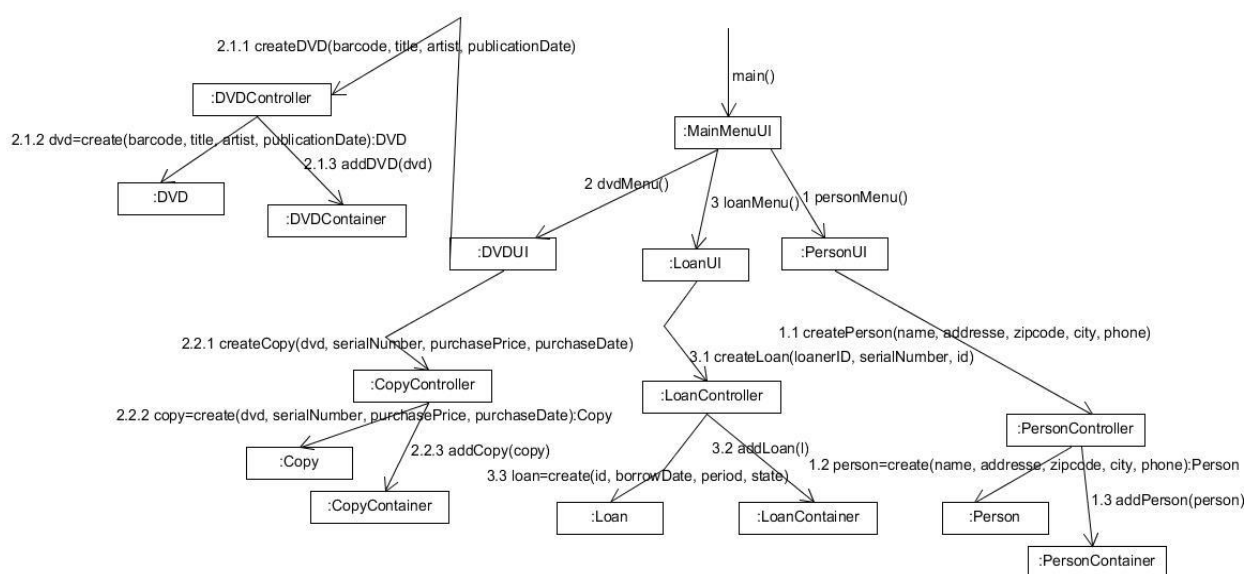 2.1.1 createDVD(barcode, title, artist, publicationDate)
main()
:DVDController
:MainMenuUI
2.1.2 dvd=create(barcode, title, artist, publicationDate):DVD
2.1.3 addDVD(dvd)
2 dvdMenu()
3 loanMenu()
1 personMenu()
:DVD
:DVDContainer
:DVDUI
:LoanUI
:PersonUI
1.1 createPerson(name, addresse, zipcode, city, phone)
2.2.1 createCopy(dvd, serialNumber, purchasePrice, purchaseDate)
3.1 createLoan(loanerID, serialNumber, id)
:CopyController
:LoanController
2.2.2 copy=create(dvd, serialNumber, purchasePrice, purchaseDate):Copy
:PersonController
2.2.3 addCopy(copy)
3.2 addLoan(l)
:Copy
1.2 person=create(name, addresse, zipcode, city, phone):Person
3.3 loan=create(id, borrowDate, period, state)
1.3 addPerson(person)
:CopyContainer
:Loan
:LoanContainer
:Person
:PersonContainer